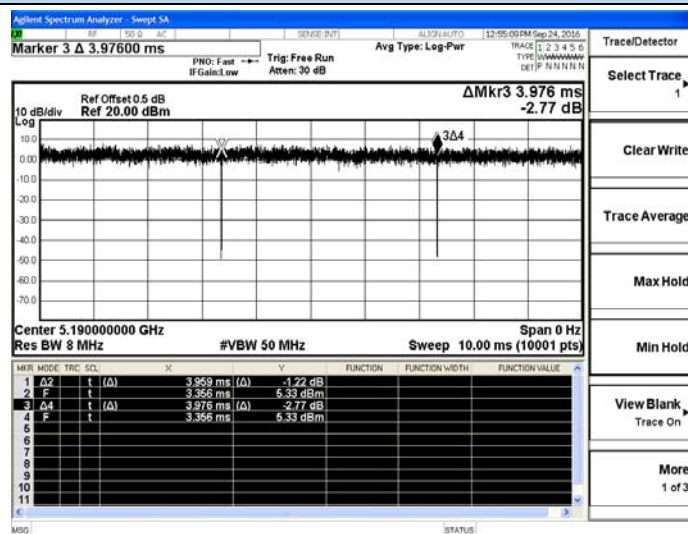 Agilent Spectrum Analyzer - Swept SA
RF 50 Ω AC SENSE:INT ALIGN AUTO 12:55:09 PM Sep 24, 2016
Marker 3 Δ 3.97600 ms
PNO: Fast
IFGain:Low
Trig: Free Run
Atten: 30 dB
Avg Type: Log-Pwr
TRACE 1 2 3 4 5 6
TYPE WWWWWW
DET P N N N N N
Ref Offset 0.5 dB
10 dB/div Ref 20.00 dBm
ΔMkr3 3.976 ms
-2.77 dB
Log
10.0
0.00
-10.0
-20.0
-30.0
-40.0
-50.0
-60.0
-70.0
3Δ4
Center 5.190000000 GHz Span 0 Hz
Res BW 8 MHz #VBW 50 MHz Sweep 10.00 ms (10001 pts)
MKR MODE TRC SCL X Y FUNCTION FUNCTION WIDTH FUNCTION VALUE
1 Δ2 t (Δ) 3.959 ms (Δ) -1.22 dB
2 F t 3.356 ms 5.33 dBm
3 Δ4 t (Δ) 3.976 ms (Δ) -2.77 dB
4 F t 3.356 ms 5.33 dBm
5
6
7
8
9
10
11
MSG STATUS
Trace/Detector
Select Trace
1
Clear Write
Trace Average
Max Hold
Min Hold
View Blank
Trace On
More
1 of 3